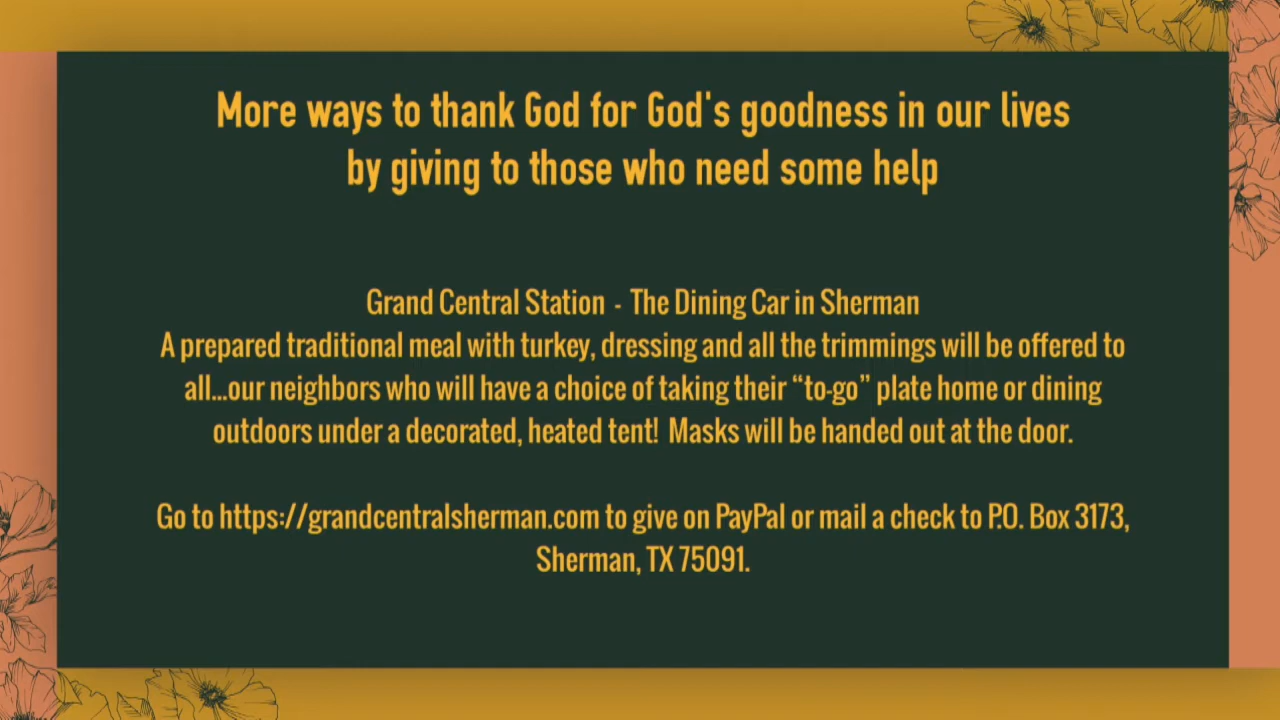 More ways to thank God for God's goodness in our lives
by giving to those who need some help
Grand Central Station - The Dining Car in Sherman
A prepared traditional meal with turkey, dressing and all the trimmings will be offered to
all...our neighbors who will have a choice of taking their “to-go” plate home or dining
outdoors under a decorated, heated tent! Masks will be handed out at the door.
Go to https://grandcentralsherman.com to give on PayPal or mail a check to P.O. Box 3173,
Sherman, TX 75091.